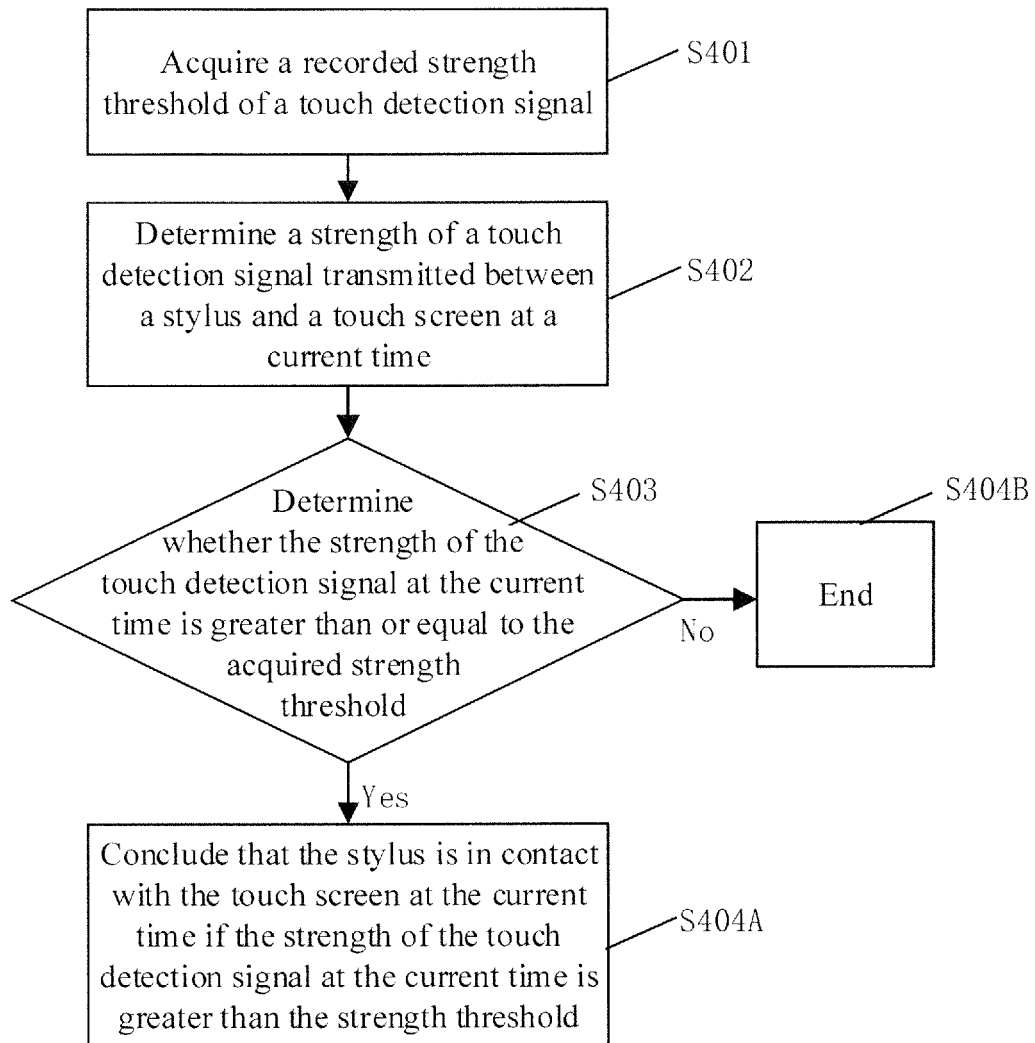 Acquire a recorded strength
threshold of a touch detection signal
S401
Determine a strength of a touch
detection signal transmitted between
a stylus and a touch screen at a
current time
S402
Determine
whether the strength of the
touch detection signal at the current
time is greater than or equal to the
acquired strength
threshold
S403
No
End
S404B
Yes
Conclude that the stylus is in contact
with the touch screen at the current
time if the strength of the touch
detection signal at the current time is
greater than the strength threshold
S404A